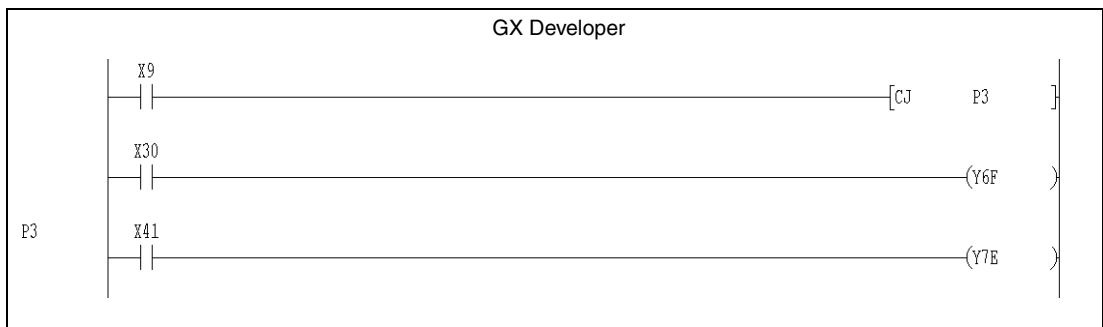 GX Developer
X9
[CJ P3 ]
X30
(Y6F )
P3 X41
(Y7E )